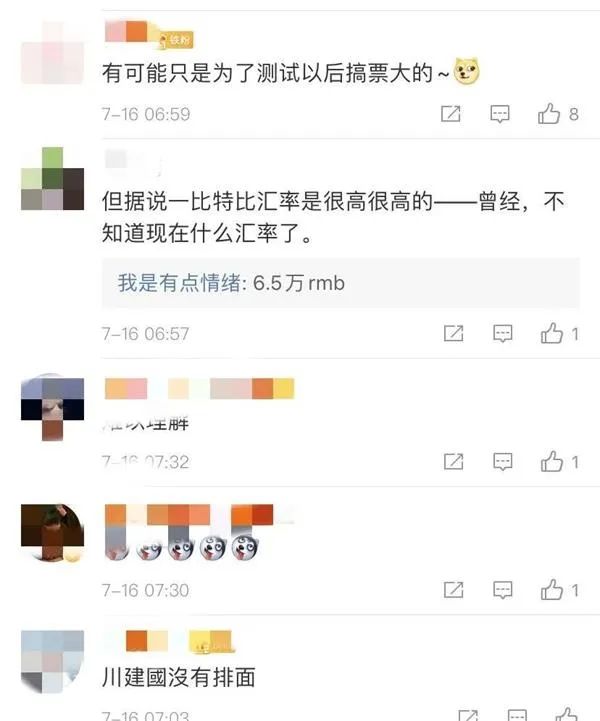 铁粉
有可能只是为了测试以后搞票大的~
7-16 06:59
8
但据说一比特比汇率是很高很高的——曾经，不
知道现在什么汇率了。
我是有点情绪: 6.5万rmb
7-16 06:57
1
难以理解
7-16 07:32
1
7-16 07:30
1
川建國沒有排面
7-16 07:03